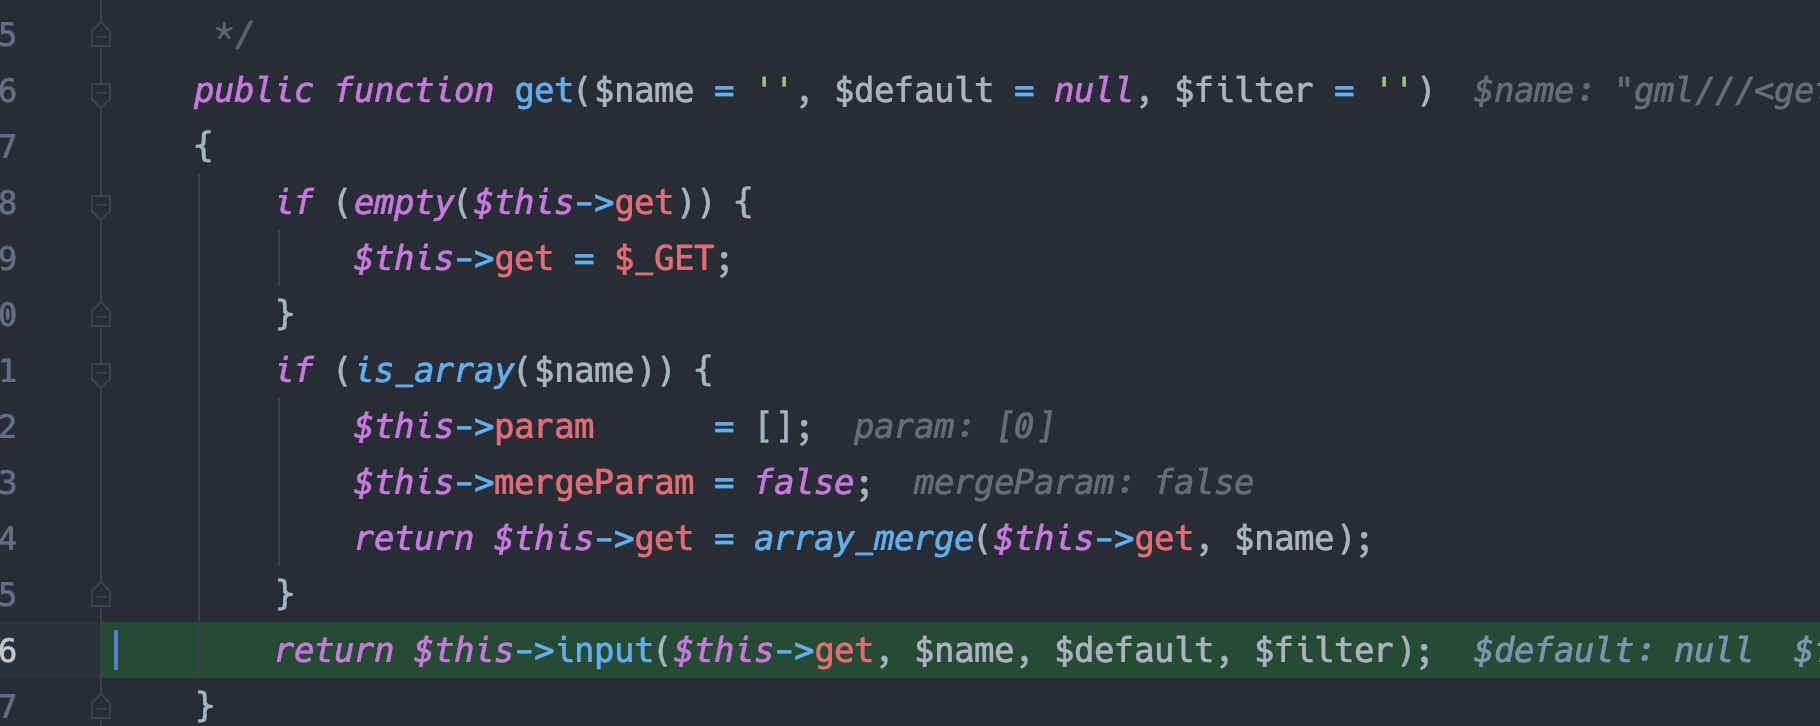 5 */
6 public function get($name = '', $default = null, $filter = '') $name: "gml///<ge
7 {
8 if (empty($this->get)) {
9 $this->get = $_GET;
0 }
1 if (is_array($name)) {
2 $this->param = []; param: [0]
3 $this->mergeParam = false; mergeParam: false
4 return $this->get = array_merge($this->get, $name);
5 }
6 return $this->input($this->get, $name, $default, $filter); $default: null $
7 }